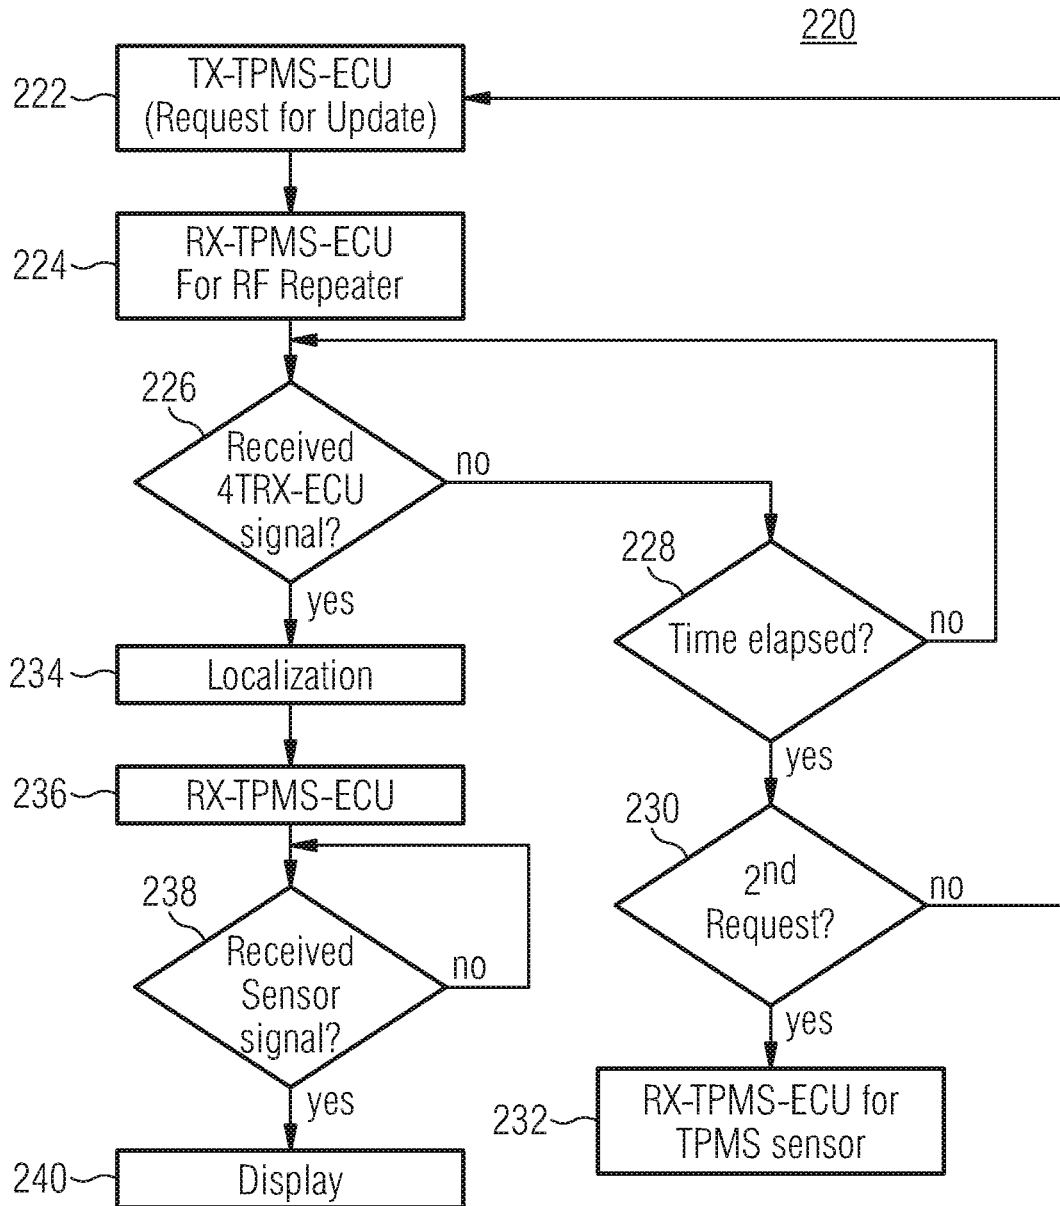 220
222
TX-TPMS-ECU
(Request for Update)
224
RX-TPMS-ECU
For RF Repeater
226
Received
4TRX-ECU
signal?
no
yes
228
Time elapsed?
no
yes
234
Localization
236
RX-TPMS-ECU
230
2nd
Request?
no
yes
238
Received
Sensor
signal?
no
yes
232
RX-TPMS-ECU for
TPMS sensor
240
Display